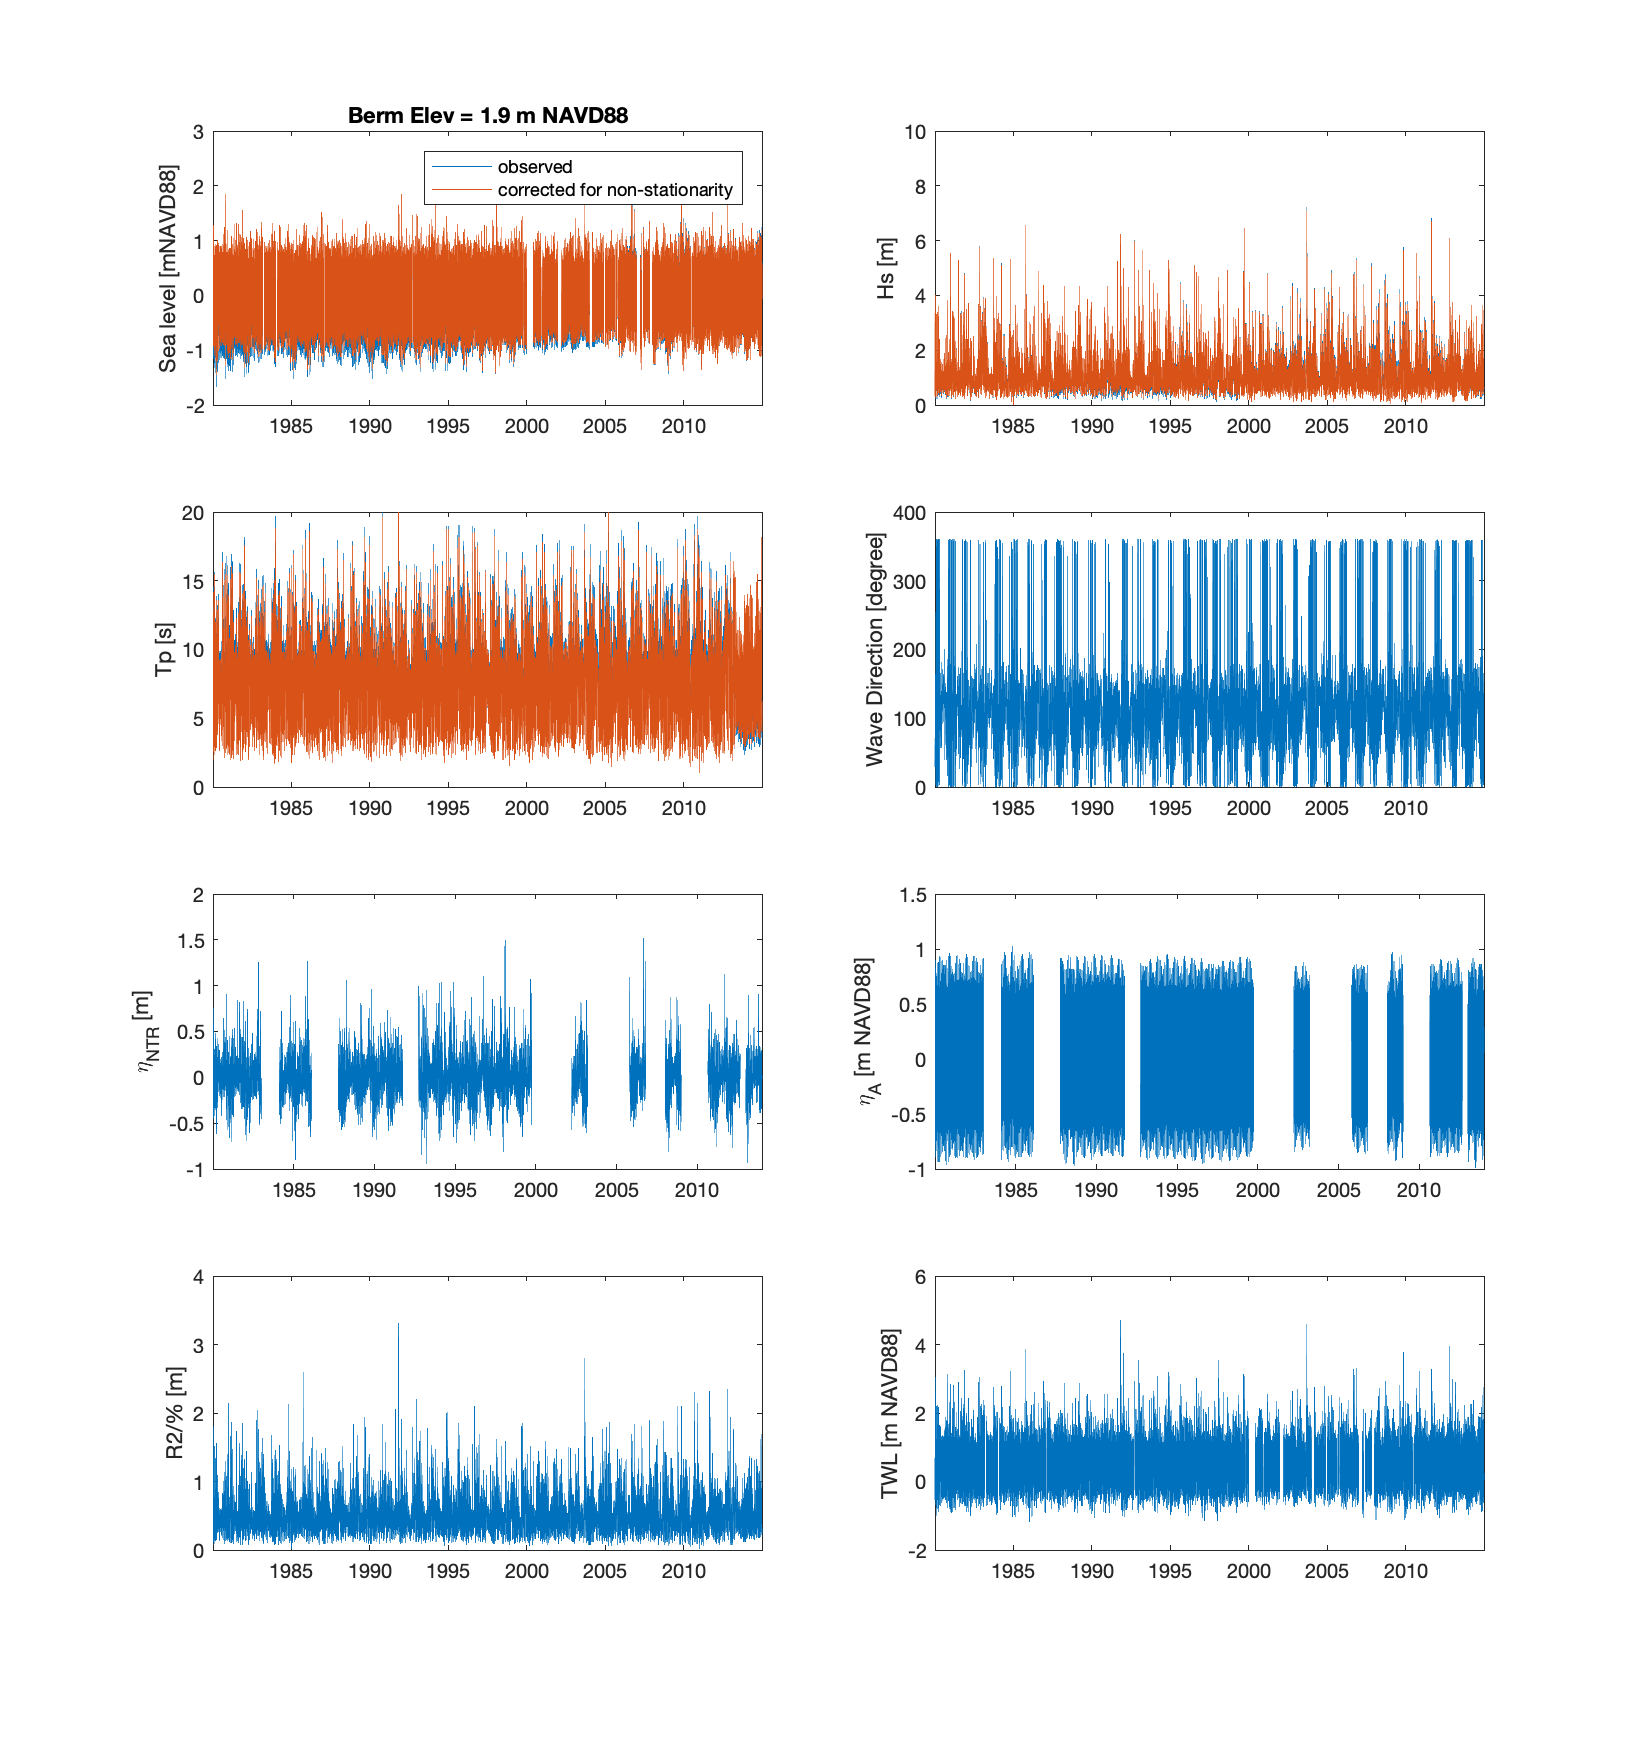 Berm Elev = 1.9 m NAVD88
Sea level [mNAVD88]
3
2
1
0
-1
-2
observed
corrected for non-stationarity
1985 1990 1995 2000 2005 2010
Hs [m]
10
8
6
4
2
0
1985 1990 1995 2000 2005 2010
Tp [s]
20
15
10
5
0
1985 1990 1995 2000 2005 2010
Wave Direction [degree]
400
300
200
100
0
1985 1990 1995 2000 2005 2010
ηNTR [m]
2
1.5
1
0.5
0
-0.5
-1
1985 1990 1995 2000 2005 2010
ηA [m NAVD88]
1.5
1
0.5
0
-0.5
-1
1985 1990 1995 2000 2005 2010
R2/% [m]
4
3
2
1
0
1985 1990 1995 2000 2005 2010
TWL [m NAVD88]
6
4
2
0
-2
1985 1990 1995 2000 2005 2010